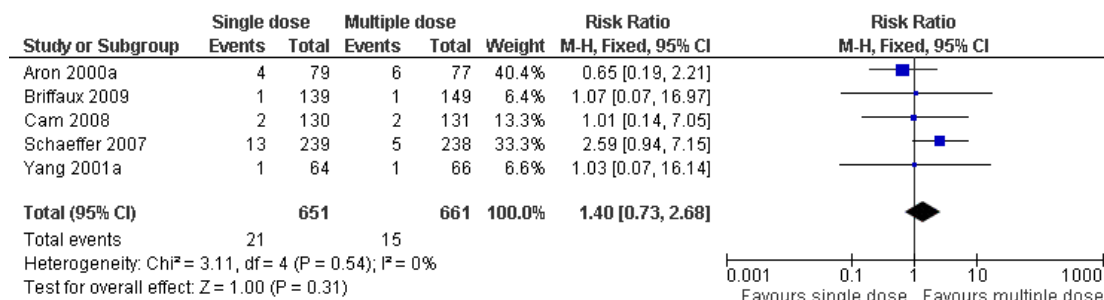 Single dose Multiple dose Risk Ratio Risk Ratio
Study or Subgroup Events Total Events Total Weight M-H, Fixed, 95% CI M-H, Fixed, 95% CI
Aron 2000a 4 79 6 77 40.4% 0.65 [0.19, 2.21]
Briffaux 2009 1 139 1 149 6.4% 1.07 [0.07, 16.97]
Cam 2008 2 130 2 131 13.3% 1.01 [0.14, 7.05]
Schaeffer 2007 13 239 5 238 33.3% 2.59 [0.94, 7.15]
Yang 2001a 1 64 1 66 6.6% 1.03 [0.07, 16.14]
Total (95% CI) 651 661 100.0% 1.40 [0.73, 2.68]
Total events 21 15
Heterogeneity: Chi² = 3.11, df = 4 (P = 0.54); I² = 0%
Test for overall effect: Z = 1.00 (P = 0.31)
0.001 0.1 1 10 1000
Favours single dose Favours multiple dose